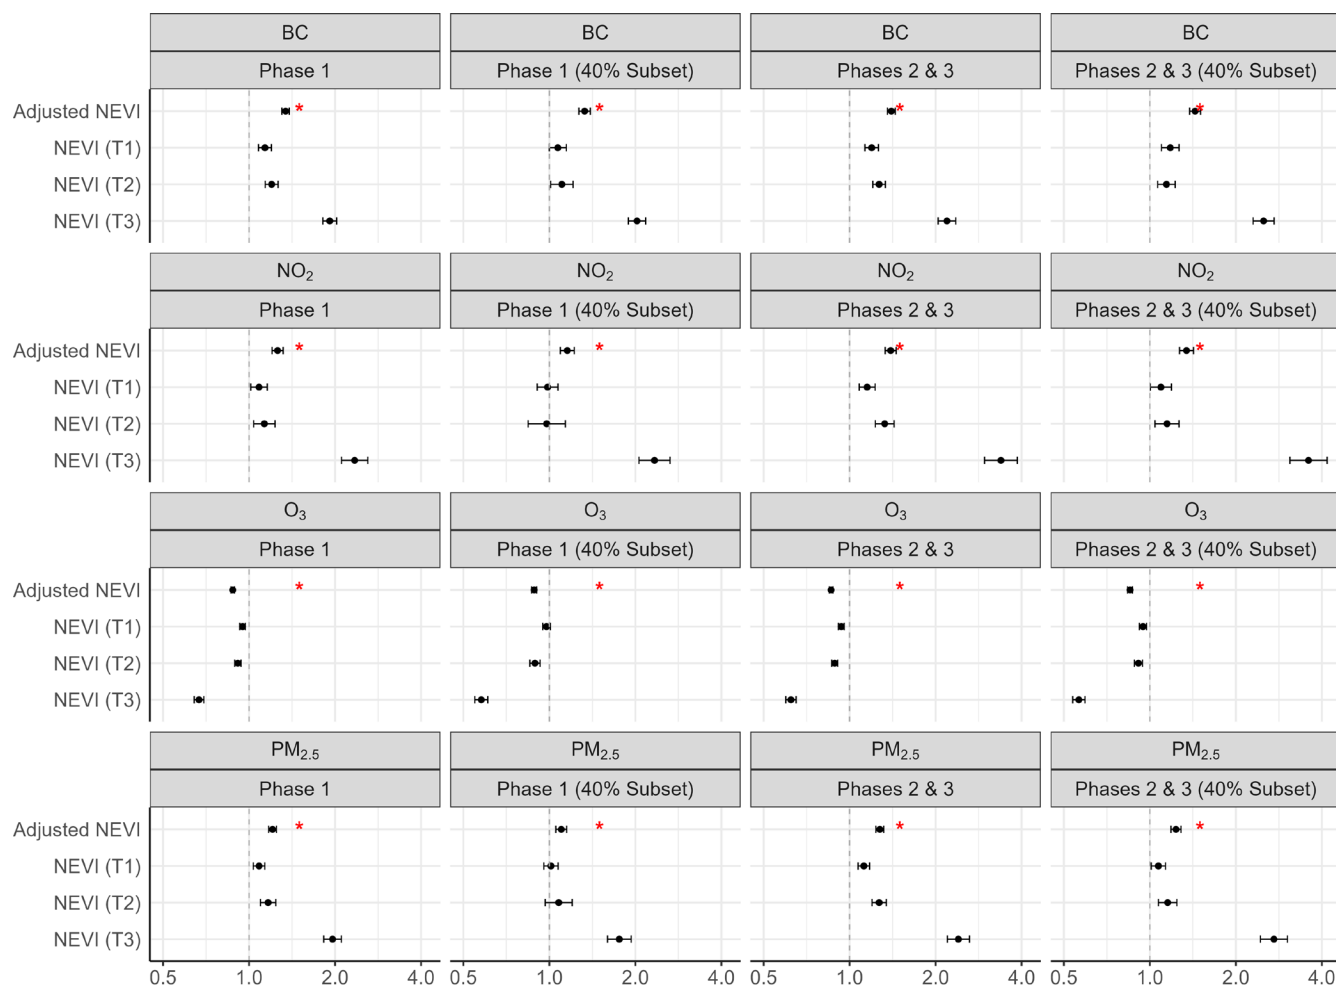 BC BC BC BC
Phase 1 Phase 1 (40% Subset) Phases 2 & 3 Phases 2 & 3 (40% Subset)
Adjusted NEVI * * * *
NEVI (T1)
NEVI (T2)
NEVI (T3)
NO₂ NO₂ NO₂ NO₂
Phase 1 Phase 1 (40% Subset) Phases 2 & 3 Phases 2 & 3 (40% Subset)
Adjusted NEVI * * * *
NEVI (T1)
NEVI (T2)
NEVI (T3)
O₃ O₃ O₃ O₃
Phase 1 Phase 1 (40% Subset) Phases 2 & 3 Phases 2 & 3 (40% Subset)
Adjusted NEVI * * * *
NEVI (T1)
NEVI (T2)
NEVI (T3)
PM₂.₅ PM₂.₅ PM₂.₅ PM₂.₅
Phase 1 Phase 1 (40% Subset) Phases 2 & 3 Phases 2 & 3 (40% Subset)
Adjusted NEVI * * * *
NEVI (T1)
NEVI (T2)
NEVI (T3)
0.5 1.0 2.0 4.0 0.5 1.0 2.0 4.0 0.5 1.0 2.0 4.0 0.5 1.0 2.0 4.0